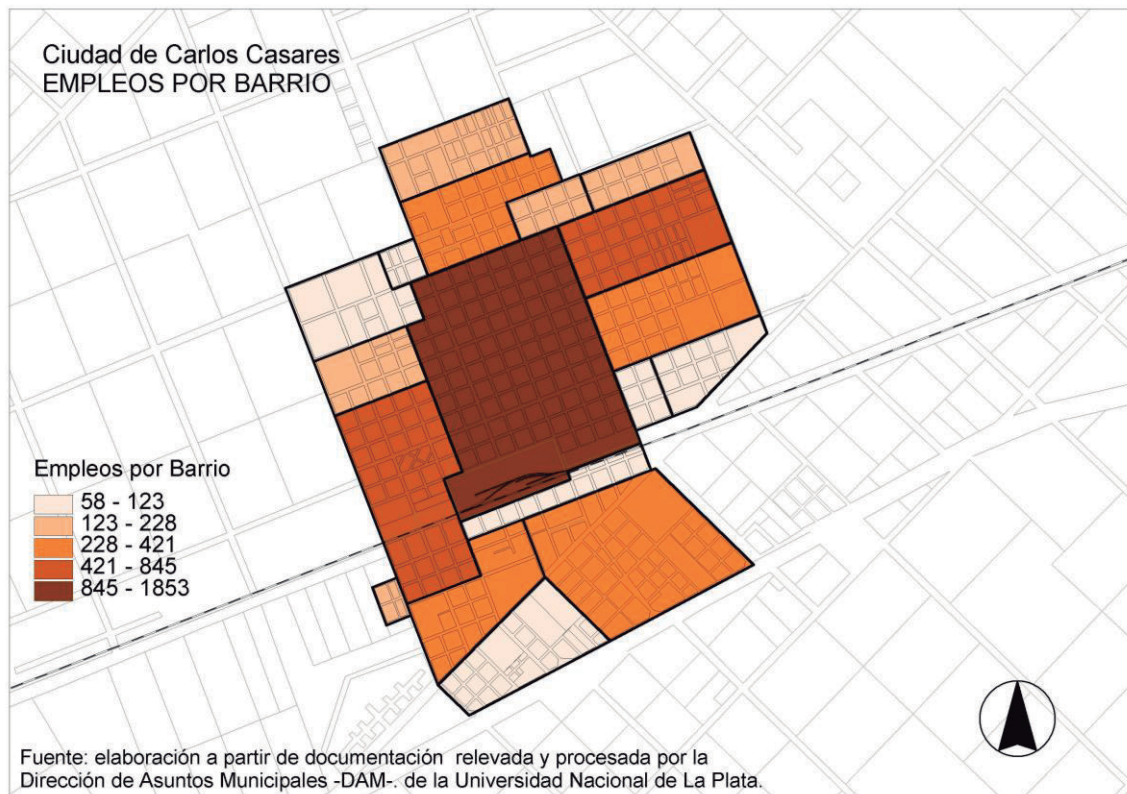 Ciudad de Carlos Casares
EMPLEOS POR BARRIO
Empleos por Barrio
58 - 123
123 - 228
228 - 421
421 - 845
845 - 1853
Fuente: elaboración a partir de documentación relevada y procesada por la
Dirección de Asuntos Municipales -DAM-. de la Universidad Nacional de La Plata.